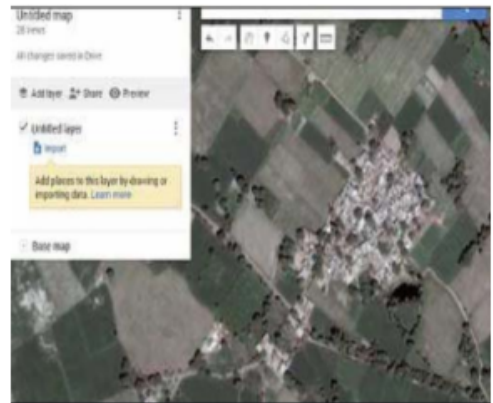 Untitled map
28 views
All changes saved in Drive
Add layer Share Preview
Untitled layer
Import
Add places to this layer by drawing or
importing data. Learn more
Base map